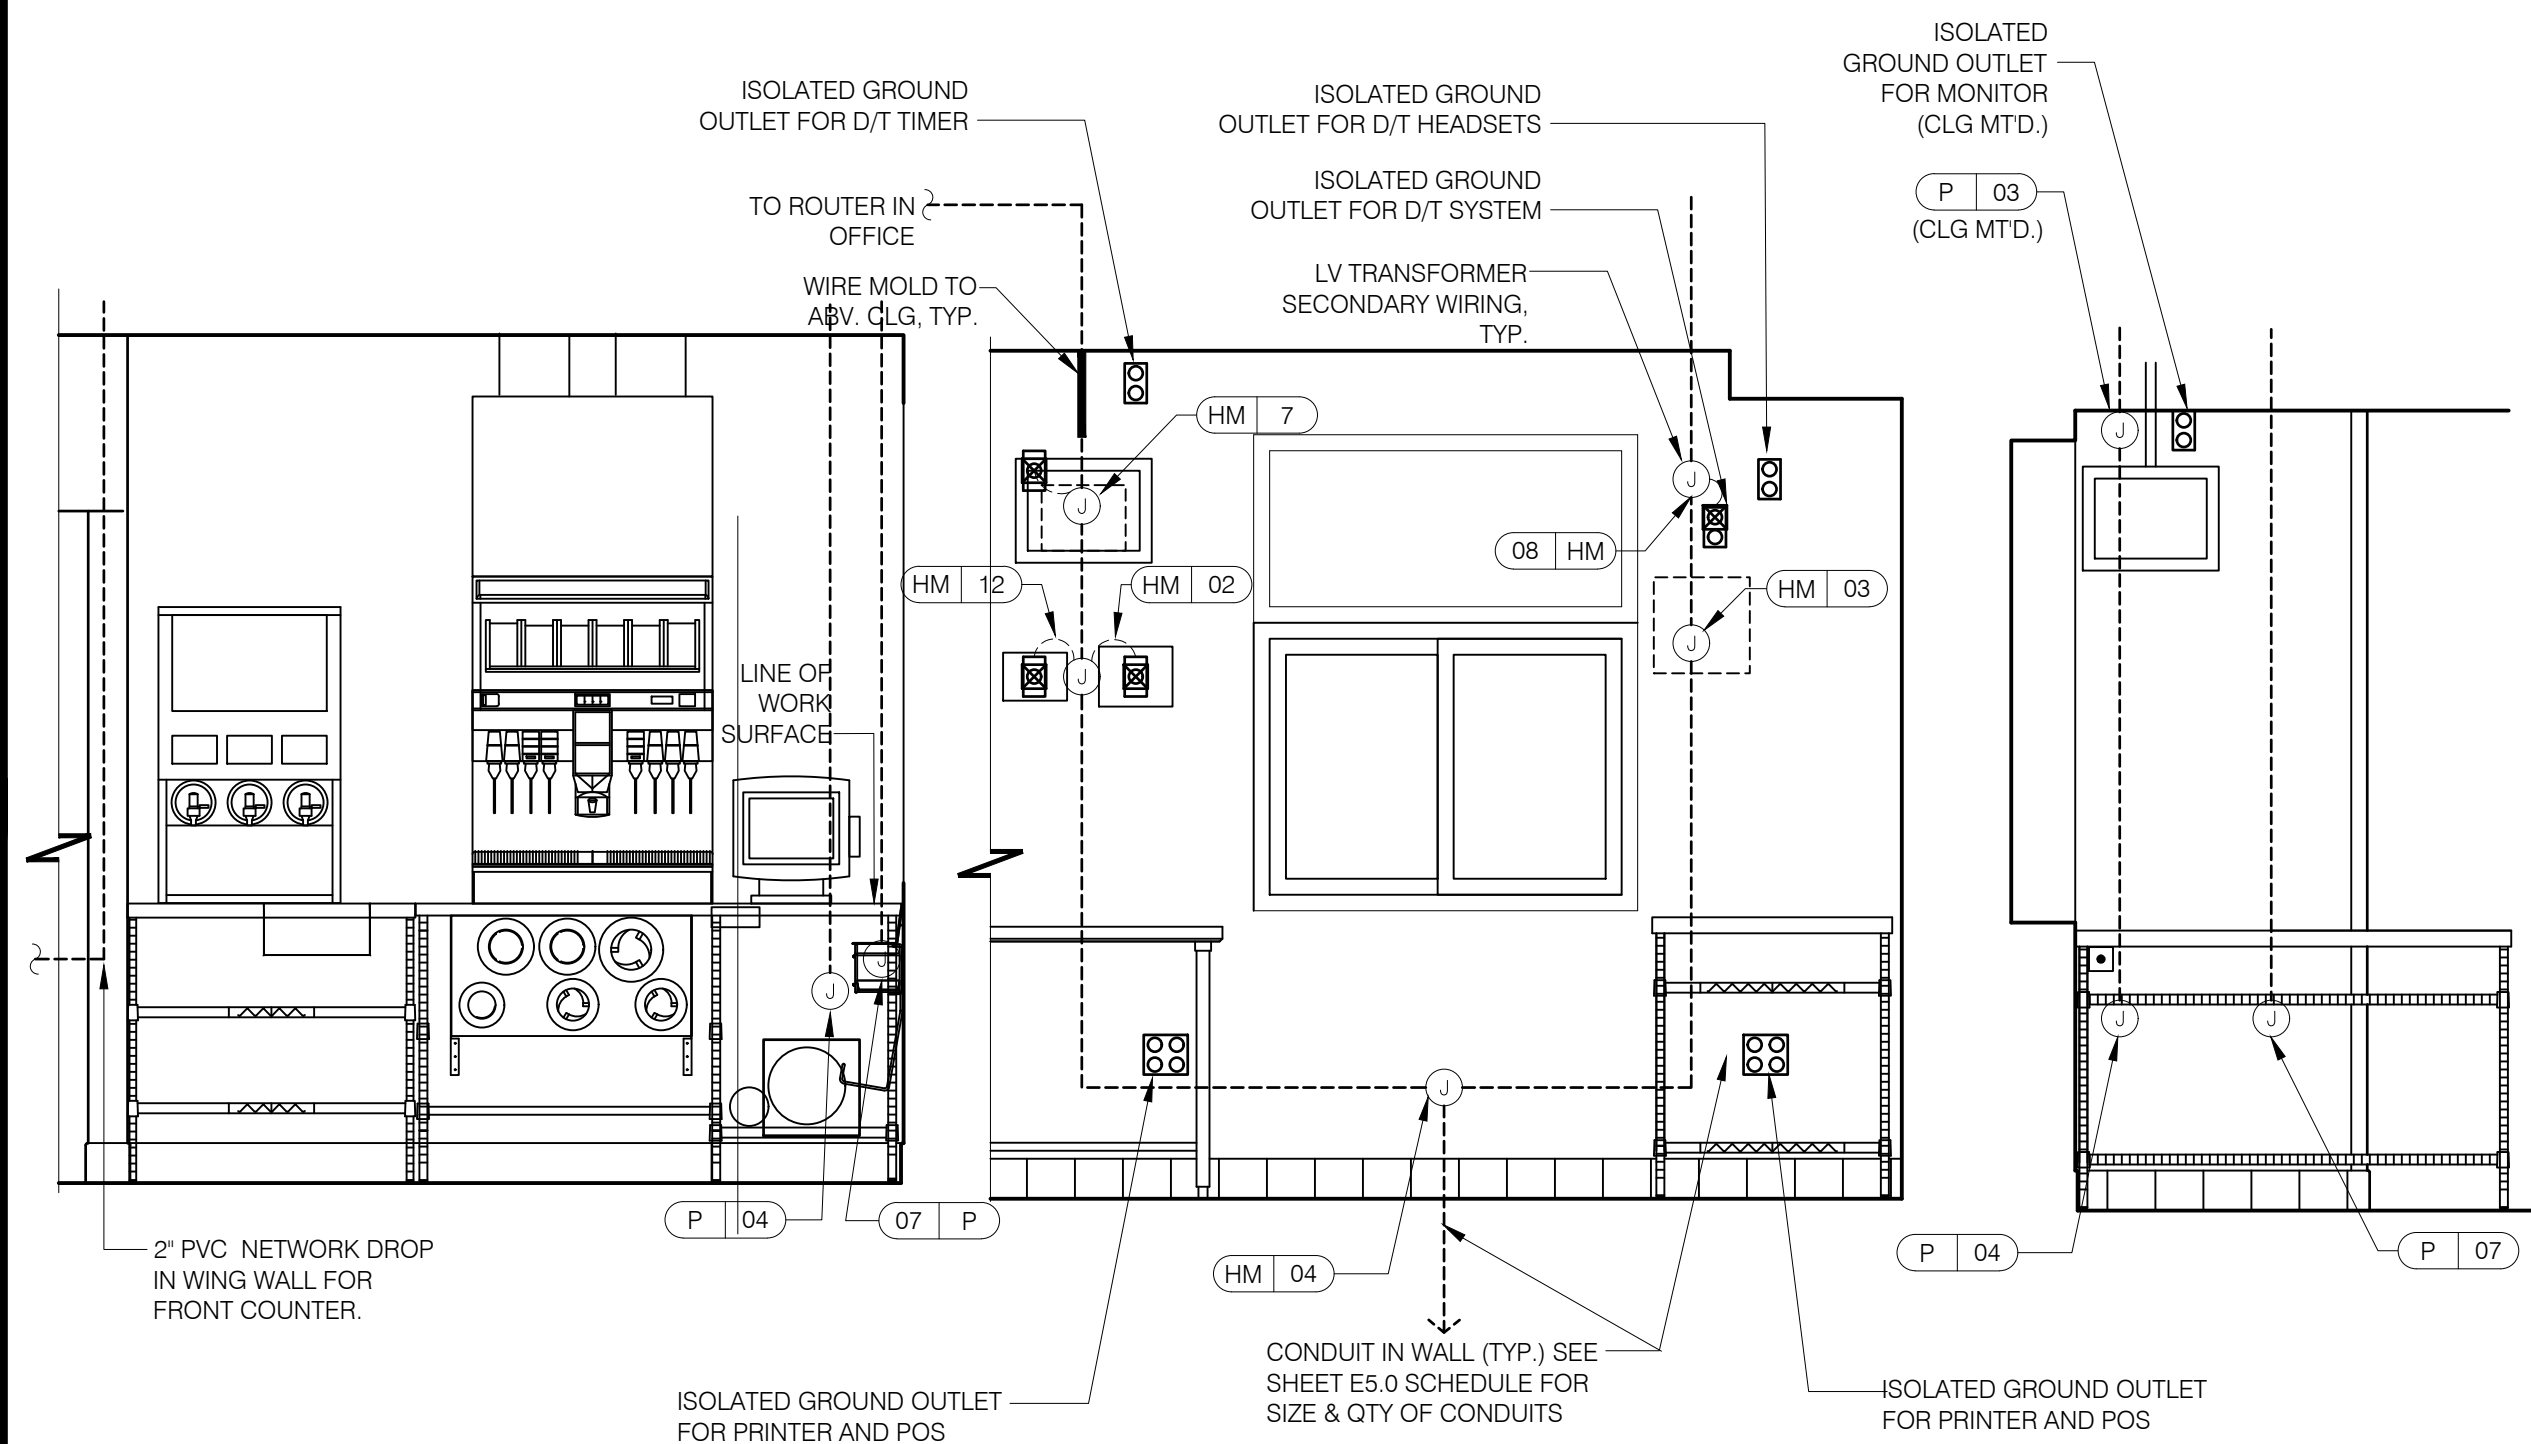 ISOLATED
GROUND OUTLET
FOR MONITOR
(CLG MT'D.)
ISOLATED GROUND
OUTLET FOR D/T TIMER
ISOLATED GROUND
OUTLET FOR D/T HEADSETS
ISOLATED GROUND
OUTLET FOR D/T SYSTEM
P 03
(CLG MT'D.)
TO ROUTER IN
OFFICE
WIRE MOLD TO
ABV. CLG, TYP.
LV TRANSFORMER
SECONDARY WIRING,
TYP.
HM 7
J
J
J
08 HM
HM 12
HM 02
HM 03
J
J
LINE OF
WORK
SURFACE
J
J
J
J
J
P 04
07 P
HM 04
P 04
P 07
2" PVC NETWORK DROP
IN WING WALL FOR
FRONT COUNTER.
CONDUIT IN WALL (TYP.) SEE
SHEET E5.0 SCHEDULE FOR
SIZE & QTY OF CONDUITS
ISOLATED GROUND OUTLET
FOR PRINTER AND POS
ISOLATED GROUND OUTLET
FOR PRINTER AND POS